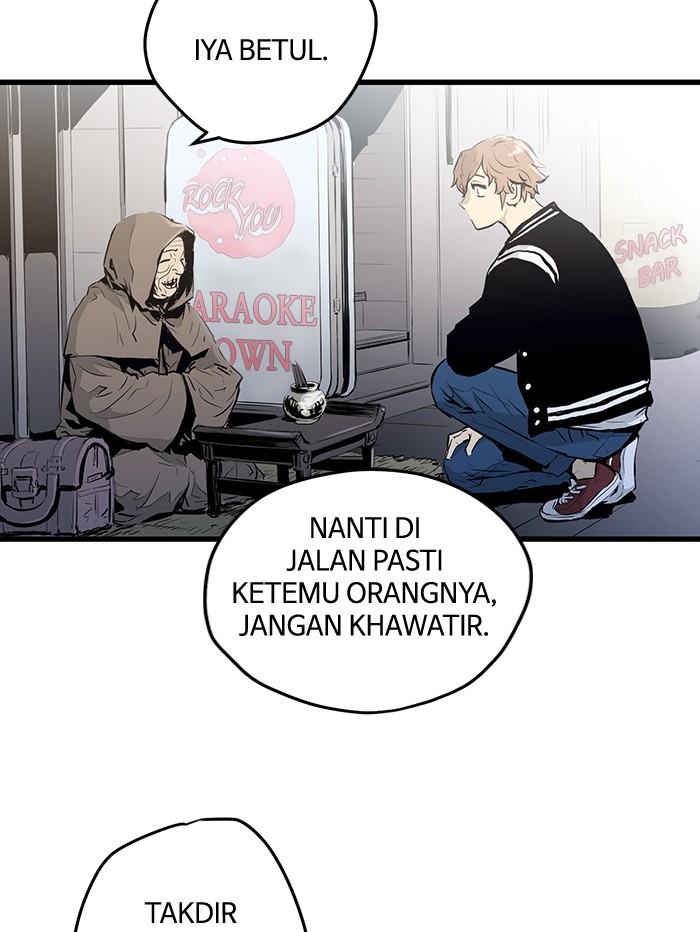 IYA BETUL.
ROCK
YOU
ARAOKE
OWN
SNACK
BAR
NANTI DI
JALAN PASTI
KETEMU ORANGNYA,
JANGAN KHAWATIR.
TAKDIR